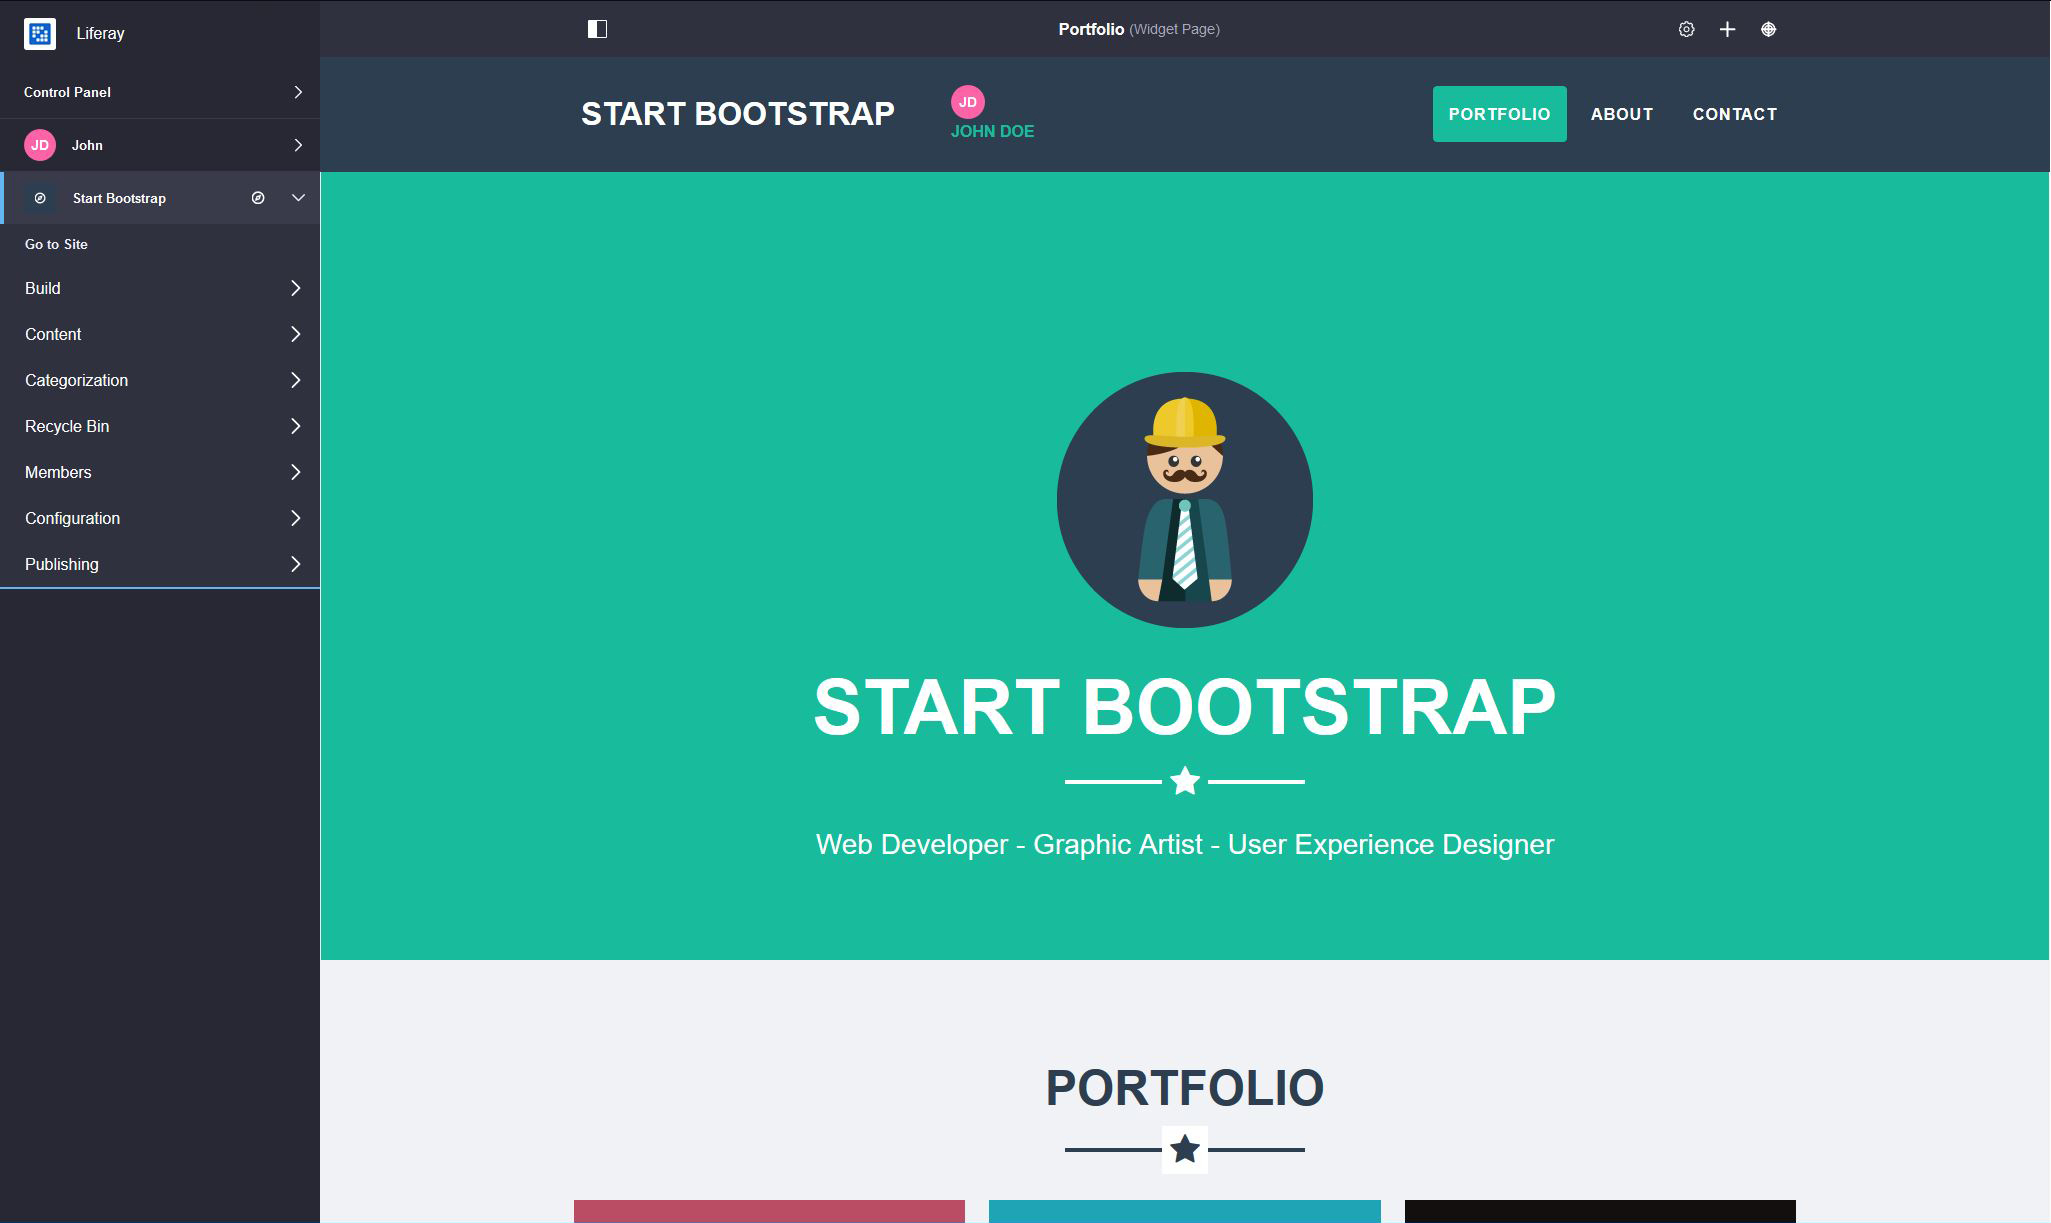 Liferay
Portfolio (Widget Page)
Control Panel
JD John
Start Bootstrap
Go to Site
Build
Content
Categorization
Recycle Bin
Members
Configuration
Publishing
START BOOTSTRAP
JD
JOHN DOE
PORTFOLIO ABOUT CONTACT
START BOOTSTRAP
Web Developer - Graphic Artist - User Experience Designer
PORTFOLIO